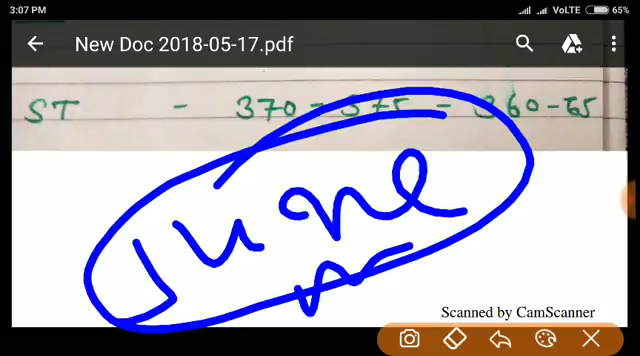 3:07 PM VoLTE 65%
New Doc 2018-05-17.pdf
ST - 370 - 375 - 360-65
June
Scanned by CamScanner